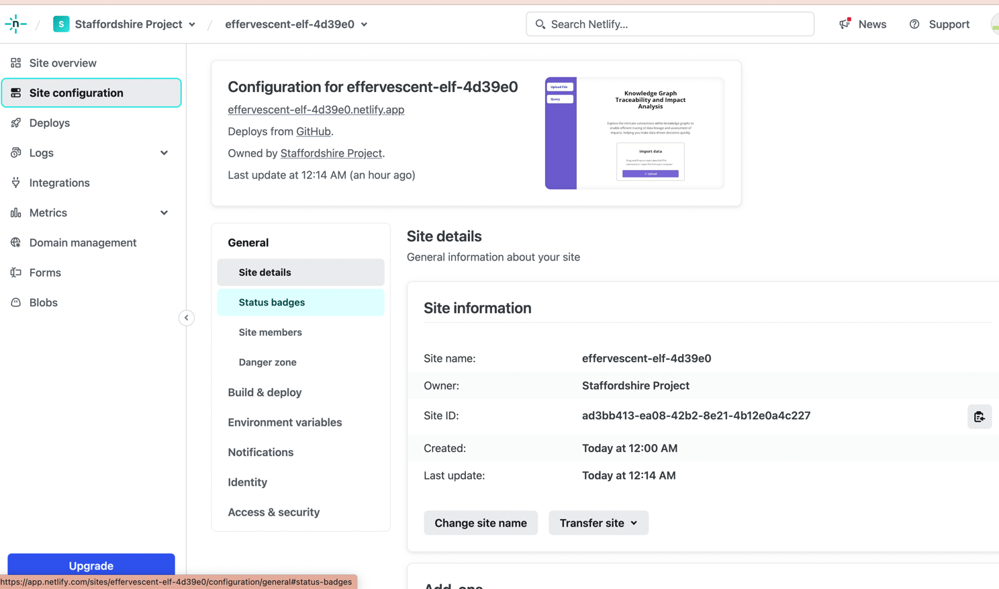 n / S Staffordshire Project / effervescent-elf-4d39e0
Search Netlify...
News
Support
Site overview
Site configuration
Deploys
Logs
Integrations
Metrics
Domain management
Forms
Blobs
Upgrade
Configuration for effervescent-elf-4d39e0
effervescent-elf-4d39e0.netlify.app
Deploys from GitHub.
Owned by Staffordshire Project.
Last update at 12:14 AM (an hour ago)
Upload File
Query
Knowledge Graph
Traceability and Impact
Analysis
Explore the intricate connections within knowledge graphs to
enable efficient tracing of data lineage and assessment of
impacts, helping you make data-driven decisions quickly.
Import data
Upload
General
Site details
Status badges
Site members
Danger zone
Build & deploy
Environment variables
Notifications
Identity
Access & security
Site details
General information about your site
Site information
Site name: effervescent-elf-4d39e0
Owner: Staffordshire Project
Site ID: ad3bb413-ea08-42b2-8e21-4b12e0a4c227
Created: Today at 12:00 AM
Last update: Today at 12:14 AM
Change site name
Transfer site
Add-ons
https://app.netlify.com/sites/effervescent-elf-4d39e0/configuration/general#status-badges